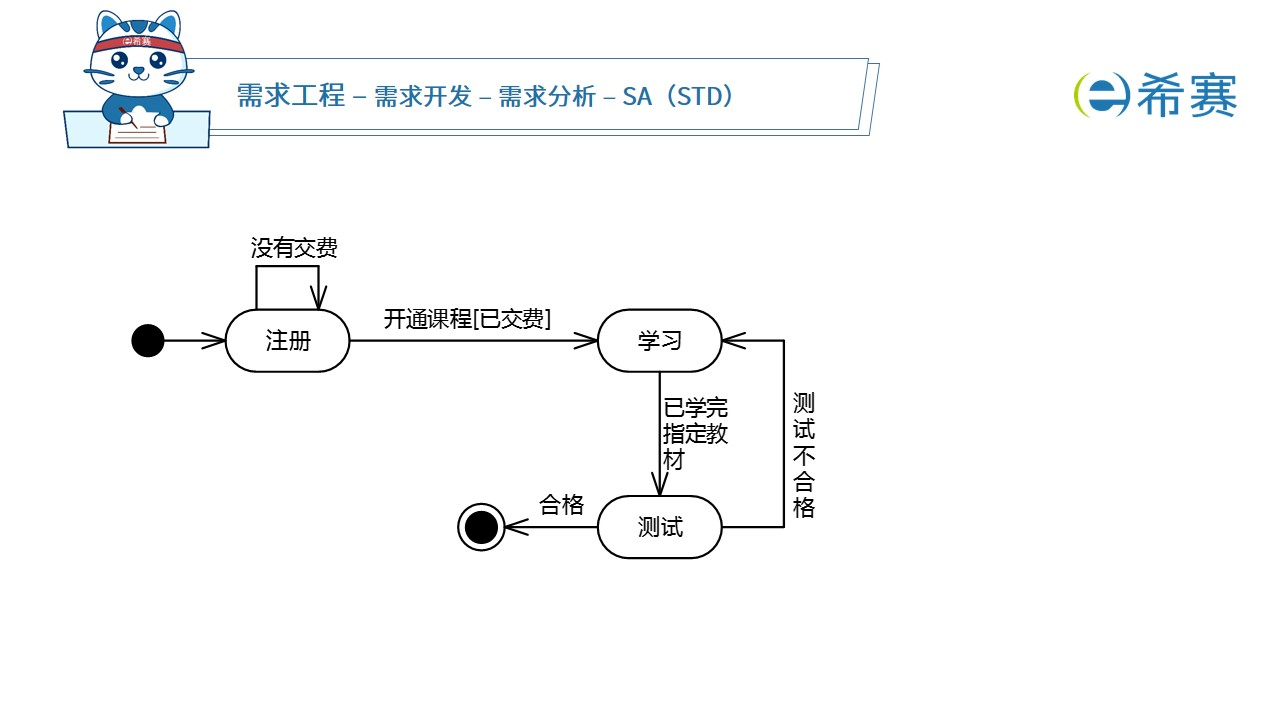 希赛
需求工程 – 需求开发 – 需求分析 – SA（STD）
希赛
没有交费
注册
开通课程[已交费]
学习
已学完
指定教
材
测
试
不
合
格
合格
测试